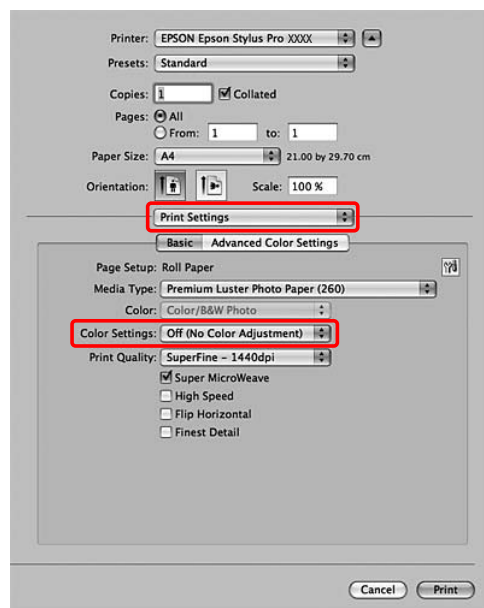 Printer: EPSON Epson Stylus Pro XXXX
Presets: Standard
Copies: 1 Collated
Pages: All
From: 1 to: 1
Paper Size: A4 21.00 by 29.70 cm
Orientation: Scale: 100 %
Print Settings
Basic Advanced Color Settings
Page Setup: Roll Paper
Media Type: Premium Luster Photo Paper (260)
Color: Color/B&W Photo
Color Settings: Off (No Color Adjustment)
Print Quality: SuperFine – 1440dpi
Super MicroWeave
High Speed
Flip Horizontal
Finest Detail
Cancel Print